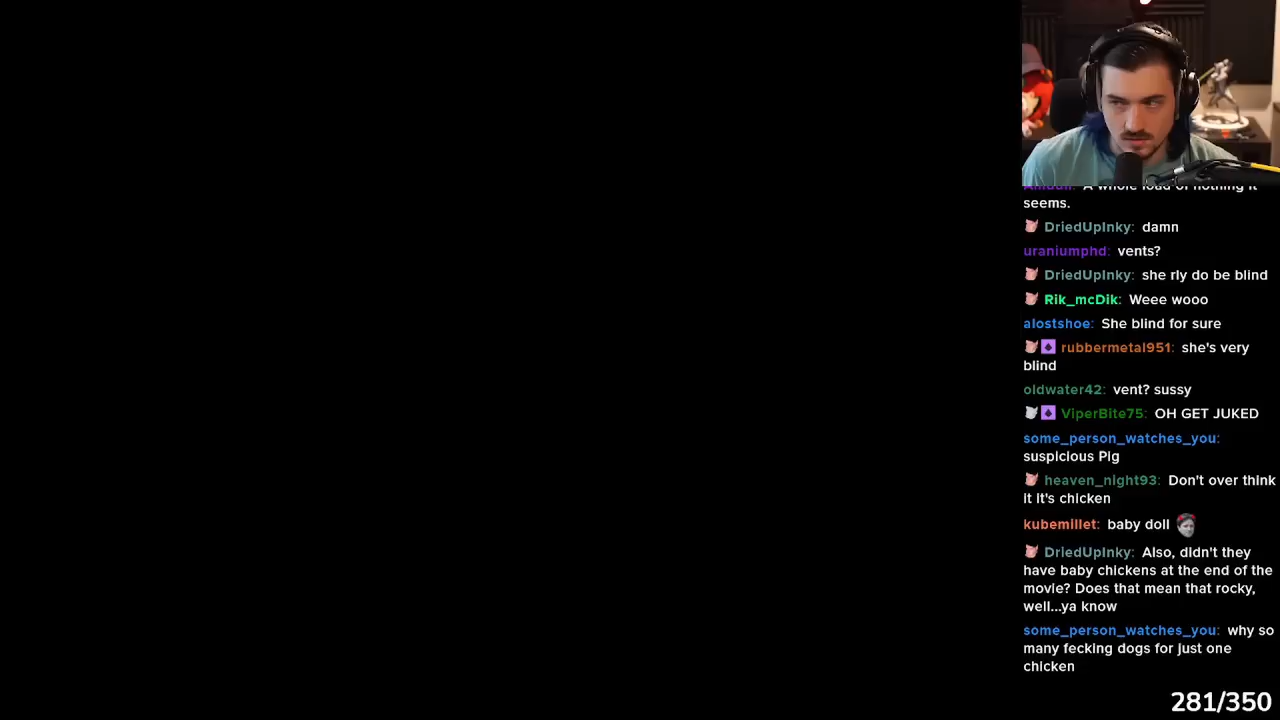 seems.
DriedUpInky: damn
uraniumphd: vents?
DriedUpInky: she rly do be blind
Rik_mcDik: Weee wooo
alostshoe: She blind for sure
rubbermetal951: she's very
blind
oldwater42: vent? sussy
ViperBite75: OH GET JUKED
some_person_watches_you:
suspicious Pig
heaven_night93: Don't over think
it it's chicken
kubemillet: baby doll
DriedUpInky: Also, didn't they
have baby chickens at the end of the
movie? Does that mean that rocky,
well...ya know
some_person_watches_you: why so
many fecking dogs for just one
chicken
281/350